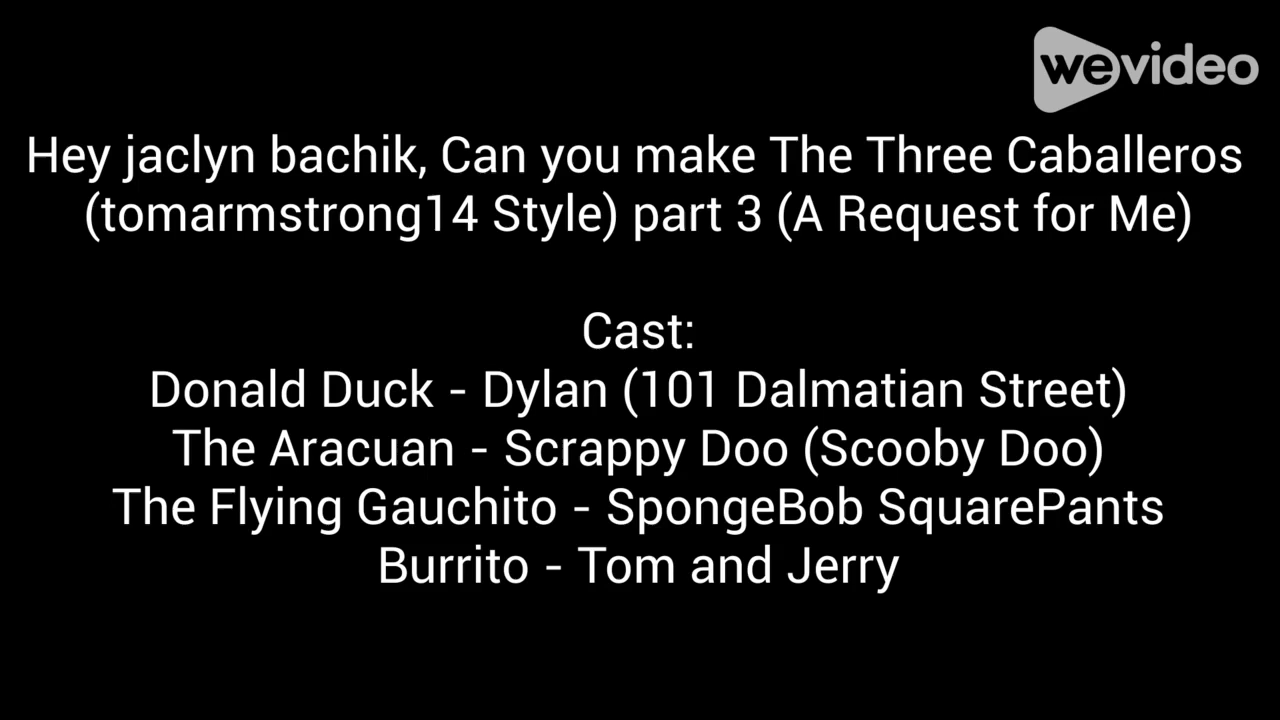 wevideo
Hey jaclyn bachik, Can you make The Three Caballeros
(tomarmstrong14 Style) part 3 (A Request for Me)
Cast:
Donald Duck - Dylan (101 Dalmatian Street)
The Aracuan - Scrappy Doo (Scooby Doo)
The Flying Gauchito - SpongeBob SquarePants
Burrito - Tom and Jerry